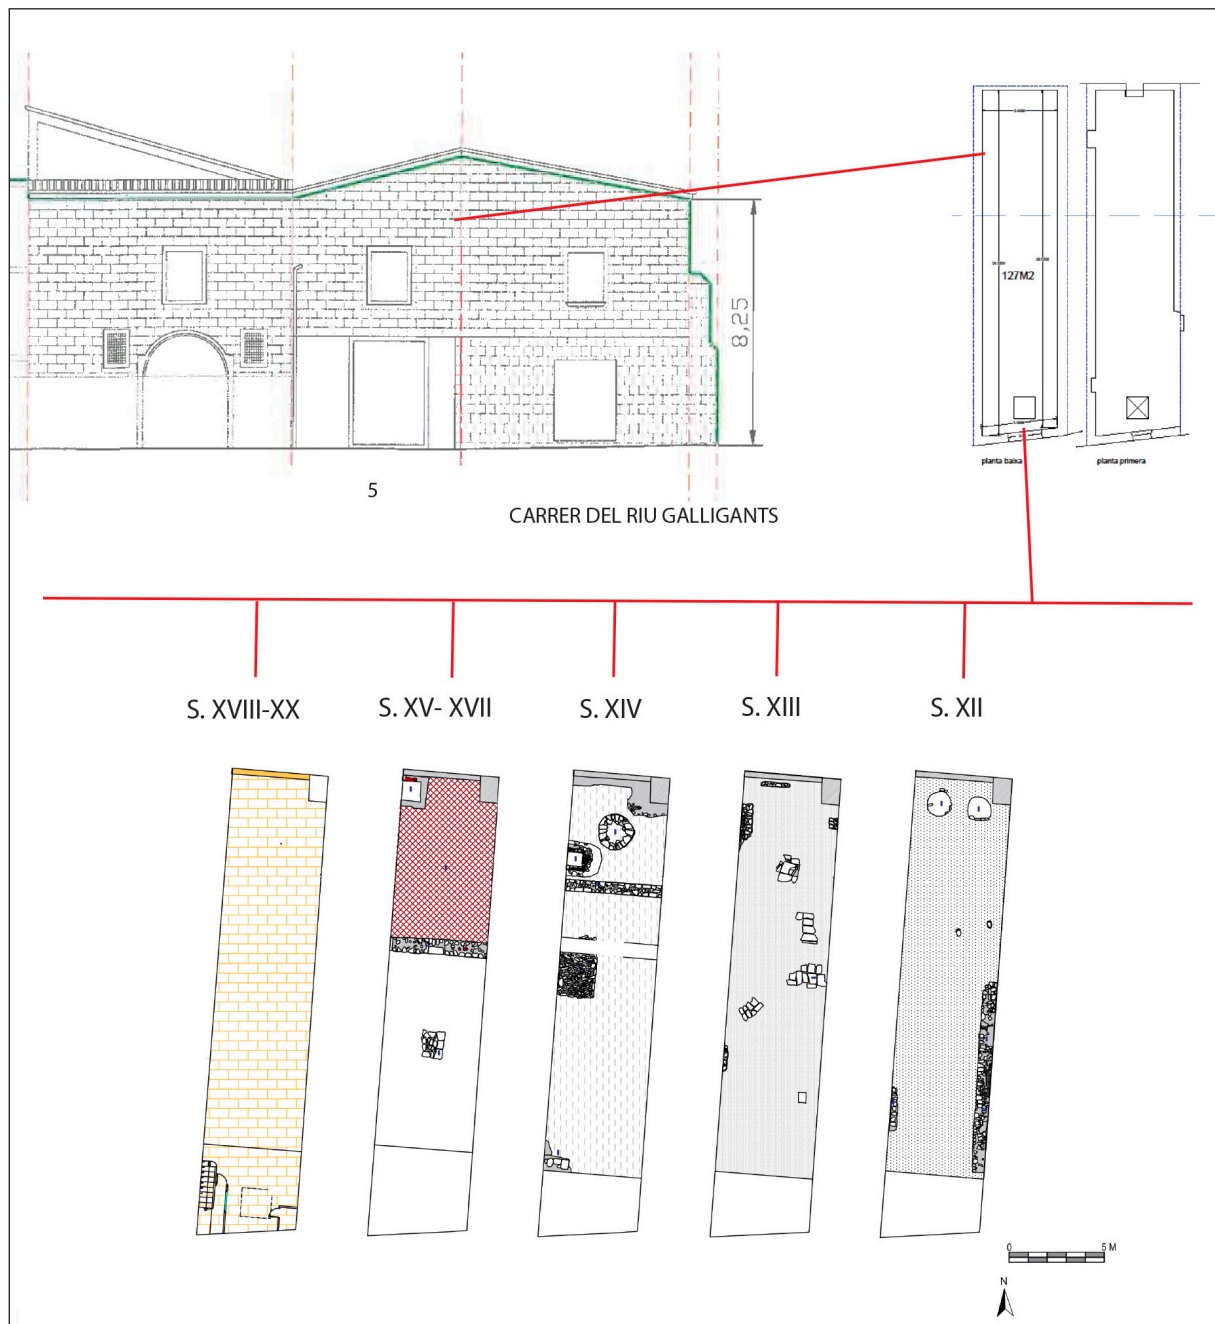 127M2
8,25
planta baixa
planta primera
5
CARRER DEL RIU GALLIGANTS
S. XVIII-XX
S. XV- XVII
S. XIV
S. XIII
S. XII
0 5 M
N